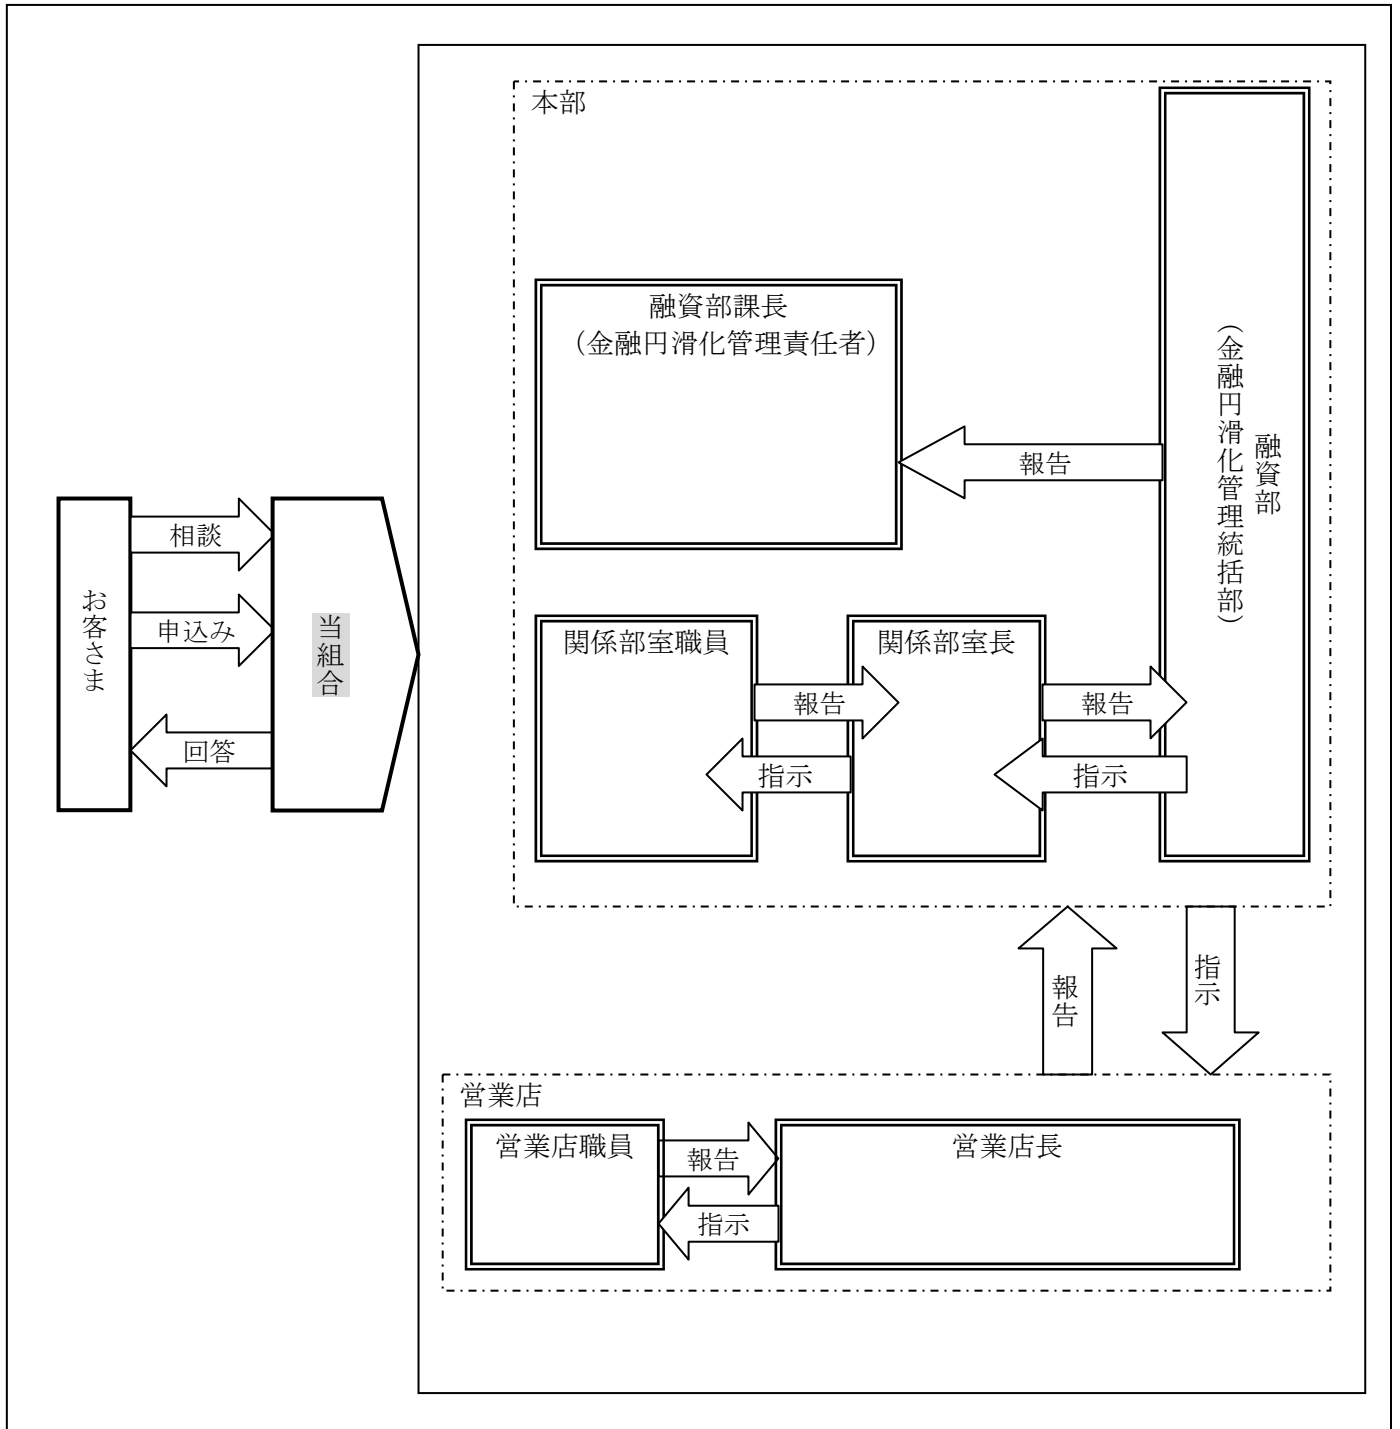 本部
融資部課長
（金融円滑化管理責任者）
報告
融資部
（金融円滑化管理統括部）
お客さま
相談
申込み
回答
当組合
関係部室職員
報告
指示
関係部室長
報告
指示
報告
指示
営業店
営業店職員
報告
指示
営業店長